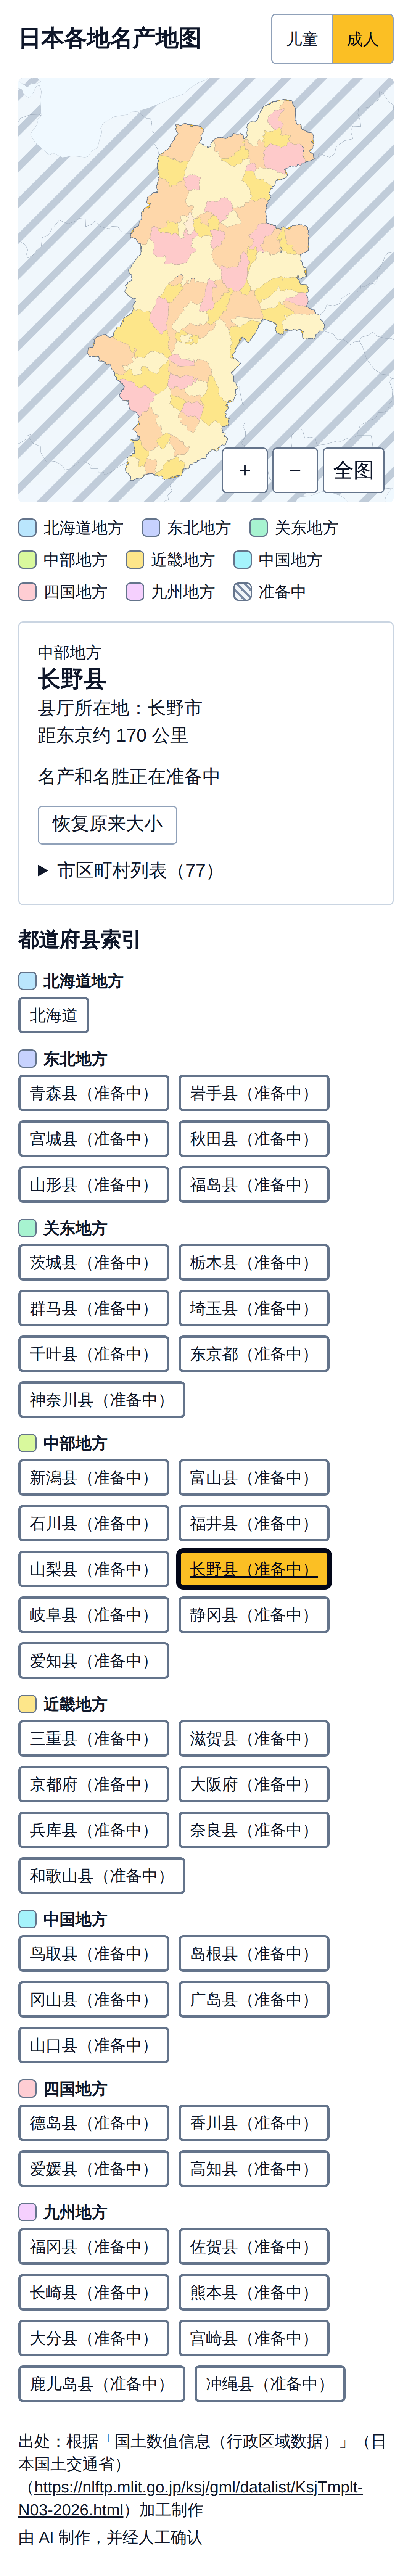 日本各地名产地图
儿童 成人
+ − 全图
北海道地方 东北地方 关东地方
中部地方 近畿地方 中国地方
四国地方 九州地方 准备中
中部地方
长野县
县厅所在地：长野市
距东京约 170 公里
名产和名胜正在准备中
恢复原来大小
▶ 市区町村列表（77）
都道府县索引
北海道地方
北海道
东北地方
青森县（准备中） 岩手县（准备中）
宫城县（准备中） 秋田县（准备中）
山形县（准备中） 福岛县（准备中）
关东地方
茨城县（准备中） 栃木县（准备中）
群马县（准备中） 埼玉县（准备中）
千叶县（准备中） 东京都（准备中）
神奈川县（准备中）
中部地方
新潟县（准备中） 富山县（准备中）
石川县（准备中） 福井县（准备中）
山梨县（准备中） 长野县（准备中）
岐阜县（准备中） 静冈县（准备中）
爱知县（准备中）
近畿地方
三重县（准备中） 滋贺县（准备中）
京都府（准备中） 大阪府（准备中）
兵库县（准备中） 奈良县（准备中）
和歌山县（准备中）
中国地方
鸟取县（准备中） 岛根县（准备中）
冈山县（准备中） 广岛县（准备中）
山口县（准备中）
四国地方
德岛县（准备中） 香川县（准备中）
爱媛县（准备中） 高知县（准备中）
九州地方
福冈县（准备中） 佐贺县（准备中）
长崎县（准备中） 熊本县（准备中）
大分县（准备中） 宫崎县（准备中）
鹿儿岛县（准备中） 冲绳县（准备中）
出处：根据「国土数值信息（行政区域数据）」（日
本国土交通省）
（https://nlftp.mlit.go.jp/ksj/gml/datalist/KsjTmplt-
N03-2026.html）加工制作
由 AI 制作，并经人工确认